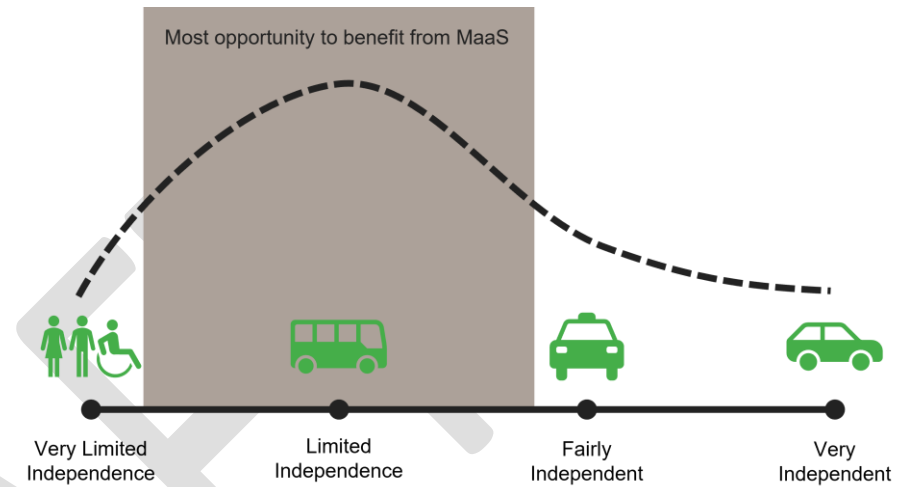 Most opportunity to benefit from MaaS
Very Limited
Independence
Limited
Independence
Fairly
Independent
Very
Independent